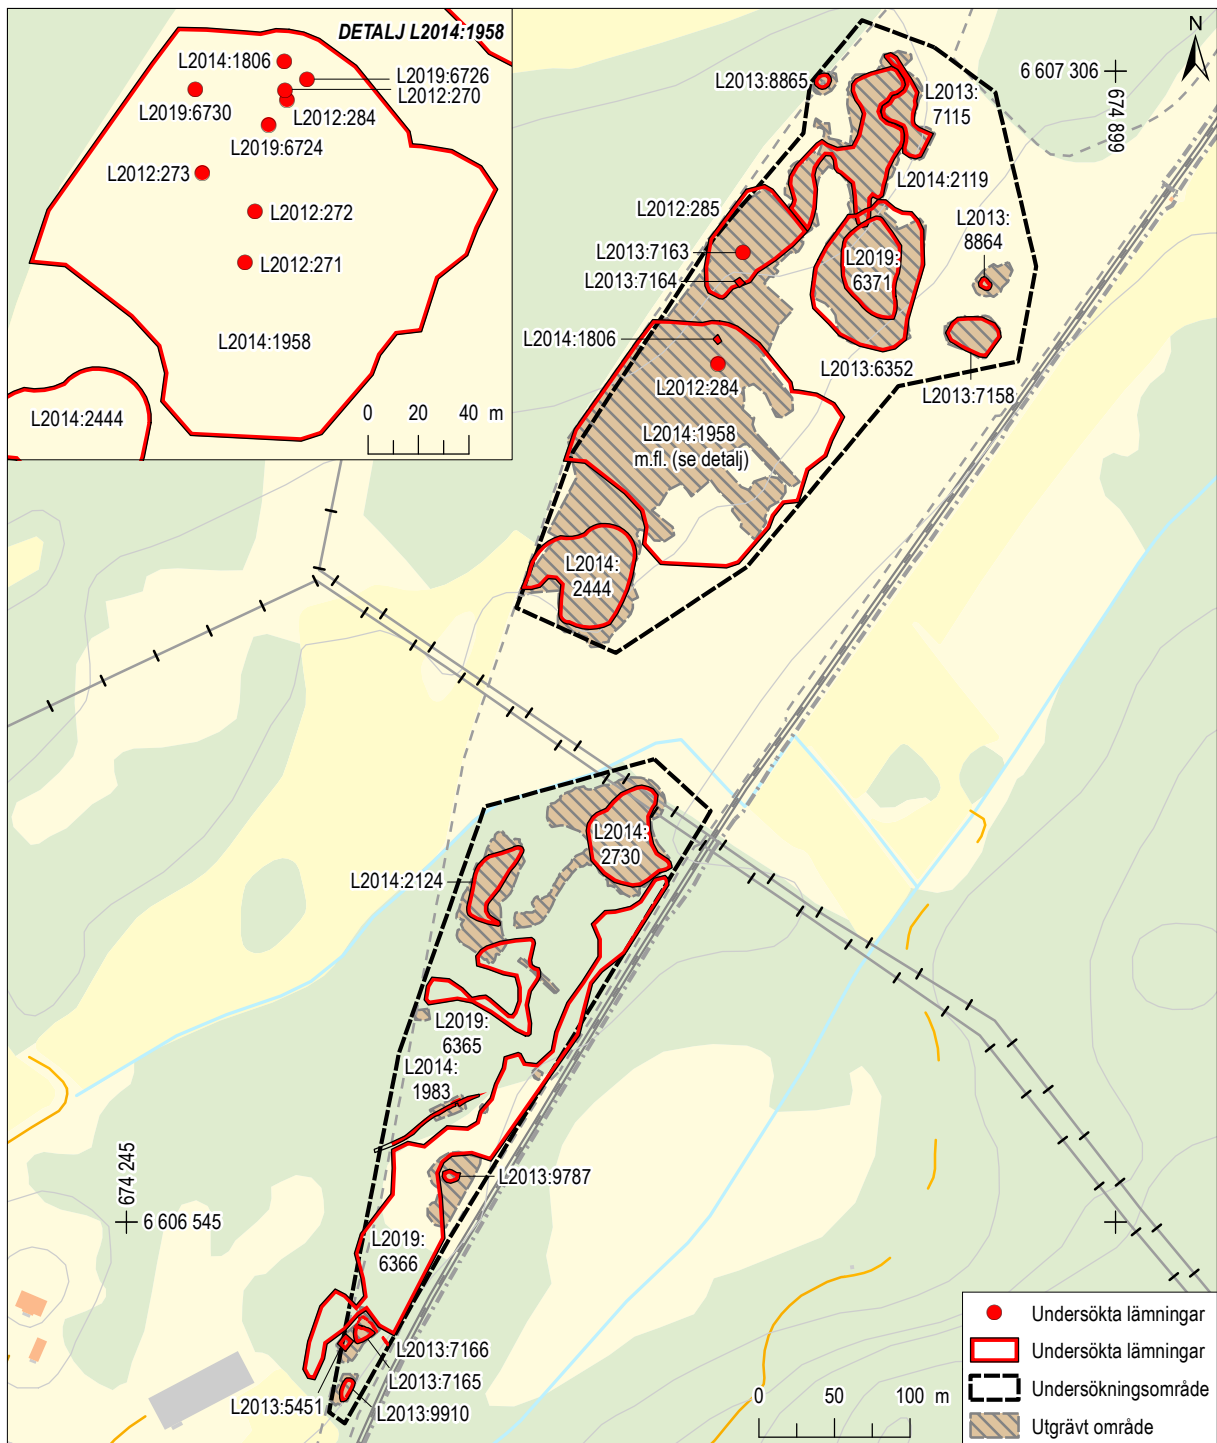 DETALJ L2014:1958
L2014:1806
L2019:6726
L2012:270
L2019:6730
L2012:284
L2019:6724
L2012:273
L2012:272
L2012:271
L2014:1958
L2014:2444
0 20 40 m
N
6 607 306
674 899
L2013:8865
L2013:
7115
L2014:2119
L2012:285
L2013:
8864
L2013:7163
L2019:
6371
L2013:7164
L2014:1806
L2013:6352
L2012:284
L2013:7158
L2014:1958
m.fl. (se detalj)
L2014:
2444
L2014:
2730
L2014:2124
L2019:
6365
L2014:
1983
L2013:9787
674 245
6 606 545
L2019:
6366
L2013:7166
L2013:7165
L2013:5451
L2013:9910
0 50 100 m
Undersökta lämningar
Undersökta lämningar
Undersökningsområde
Utgrävt område